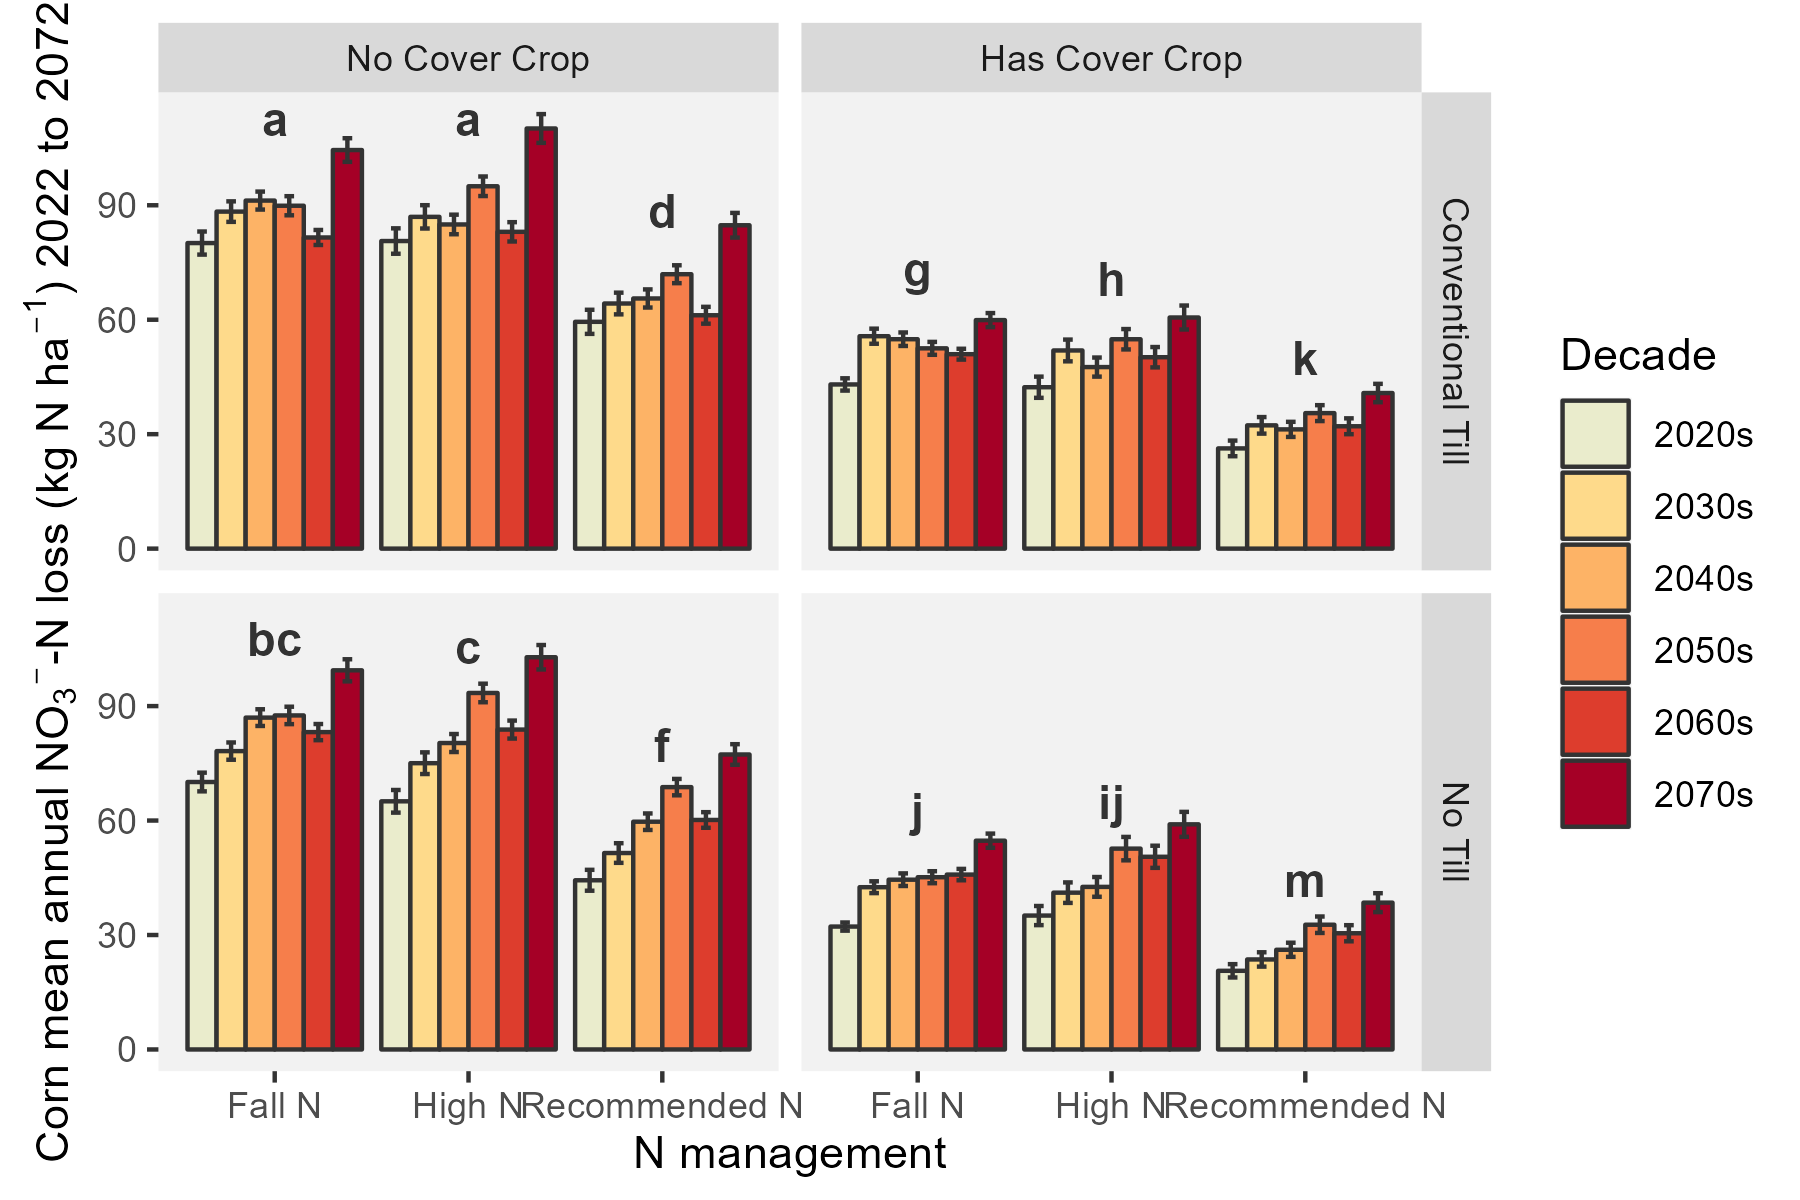 No Cover Crop
Has Cover Crop
Corn mean annual NO₃⁻-N loss (kg N ha⁻¹) 2022 to 2072
90
60
30
0
a
a
d
g
h
k
Conventional Till
90
60
30
0
bc
c
f
j
ij
m
No Till
Fall N
High N
Recommended N
Fall N
High N
Recommended N
N management
Decade
2020s
2030s
2040s
2050s
2060s
2070s